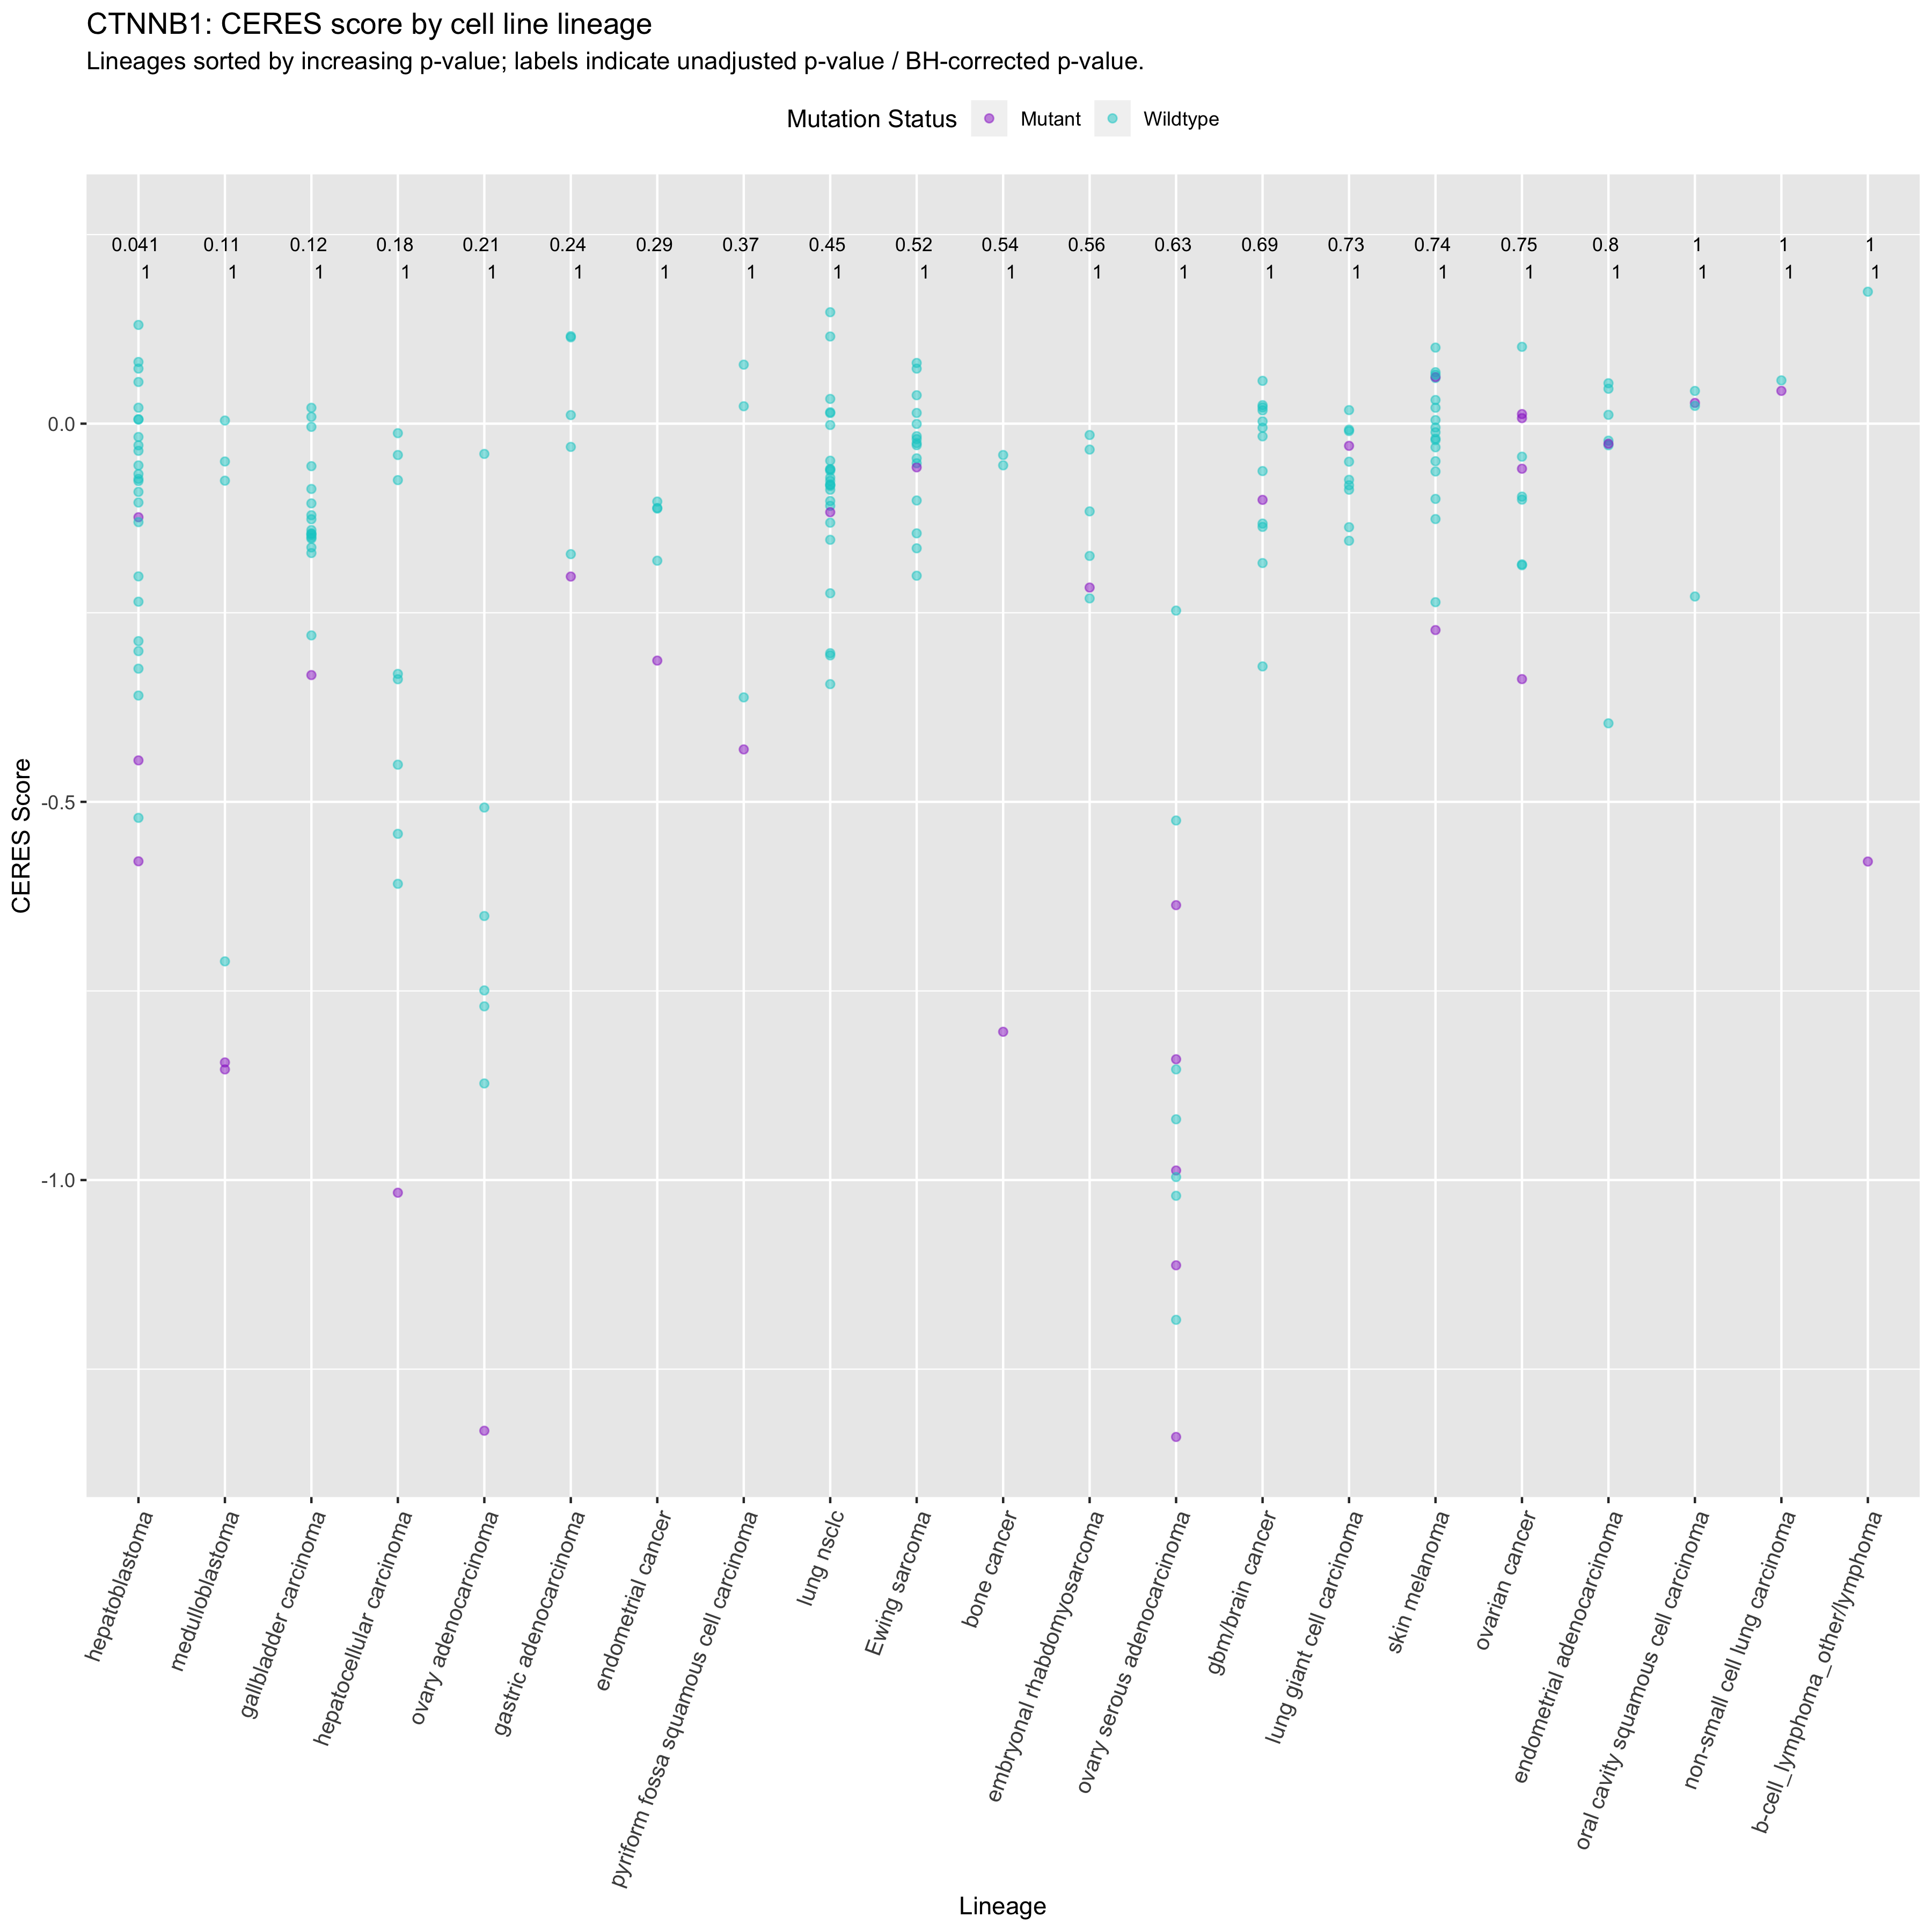 CTNNB1: CERES score by cell line lineage
Lineages sorted by increasing p-value; labels indicate unadjusted p-value / BH-corrected p-value.
Mutation Status Mutant Wildtype
0.041 0.11 0.12 0.18 0.21 0.24 0.29 0.37 0.45 0.52 0.54 0.56 0.63 0.69 0.73 0.74 0.75 0.8 1 1 1
1 1 1 1 1 1 1 1 1 1 1 1 1 1 1 1 1 1 1 1 1
0.0
-0.5
-1.0
CERES Score
hepatoblastoma
medulloblastoma
gallbladder carcinoma
hepatocellular carcinoma
ovary adenocarcinoma
gastric adenocarcinoma
endometrial cancer
pyriform fossa squamous cell carcinoma
lung nsclc
Ewing sarcoma
bone cancer
embryonal rhabdomyosarcoma
ovary serous adenocarcinoma
gbm/brain cancer
lung giant cell carcinoma
skin melanoma
ovarian cancer
endometrial adenocarcinoma
oral cavity squamous cell carcinoma
non-small cell lung carcinoma
b-cell_lymphoma_other/lymphoma
Lineage